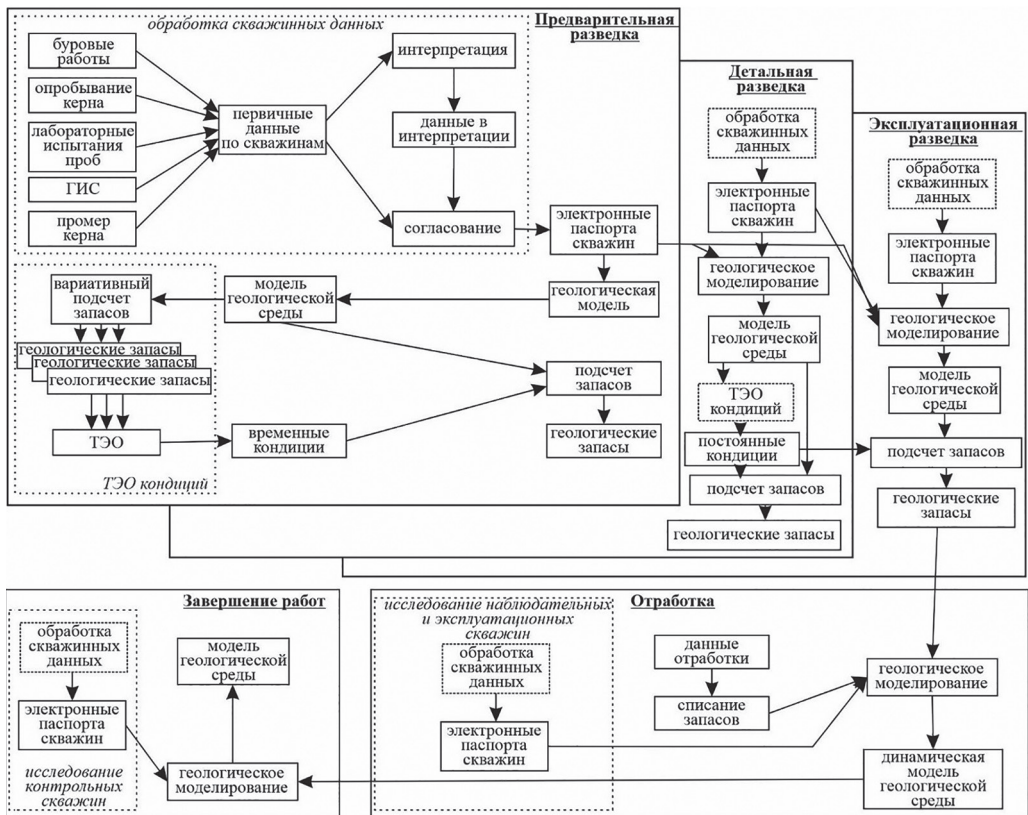 обработка скважинных данных
Предварительная
разведка
буровые
работы
опробывание
керна
лабораторные
испытания
проб
ГИС
промер
керна
первичные
данные
по скважинам
интерпретация
данные в
интерпретации
согласование
электронные
паспорта
скважин
геологическая
модель
модель
геологической
среды
вариативный
подсчет
запасов
геологические запасы
геологические запасы
геологические запасы
ТЭО
ТЭО кондиций
временные
кондиции
подсчет
запасов
геологические
запасы
Детальная
разведка
обработка
скважинных
данных
электронные
паспорта
скважин
геологическое
моделирование
модель
геологической
среды
ТЭО
кондиций
постоянные
кондиции
подсчет запасов
геологические запасы
Эксплуатационная
разведка
обработка
скважинных
данных
электронные
паспорта
скважин
геологическое
моделирование
модель
геологической
среды
подсчет запасов
геологические
запасы
Завершение работ
обработка
скважинных
данных
электронные
паспорта
скважин
исследование
контрольных
скважин
модель
геологической
среды
геологическое
моделирование
Отработка
исследование наблюдательных
и эксплуатационных
скважин
обработка
скважинных
данных
электронные
паспорта
скважин
данные
отработки
списание
запасов
геологическое
моделирование
динамическая
модель
геологической
среды